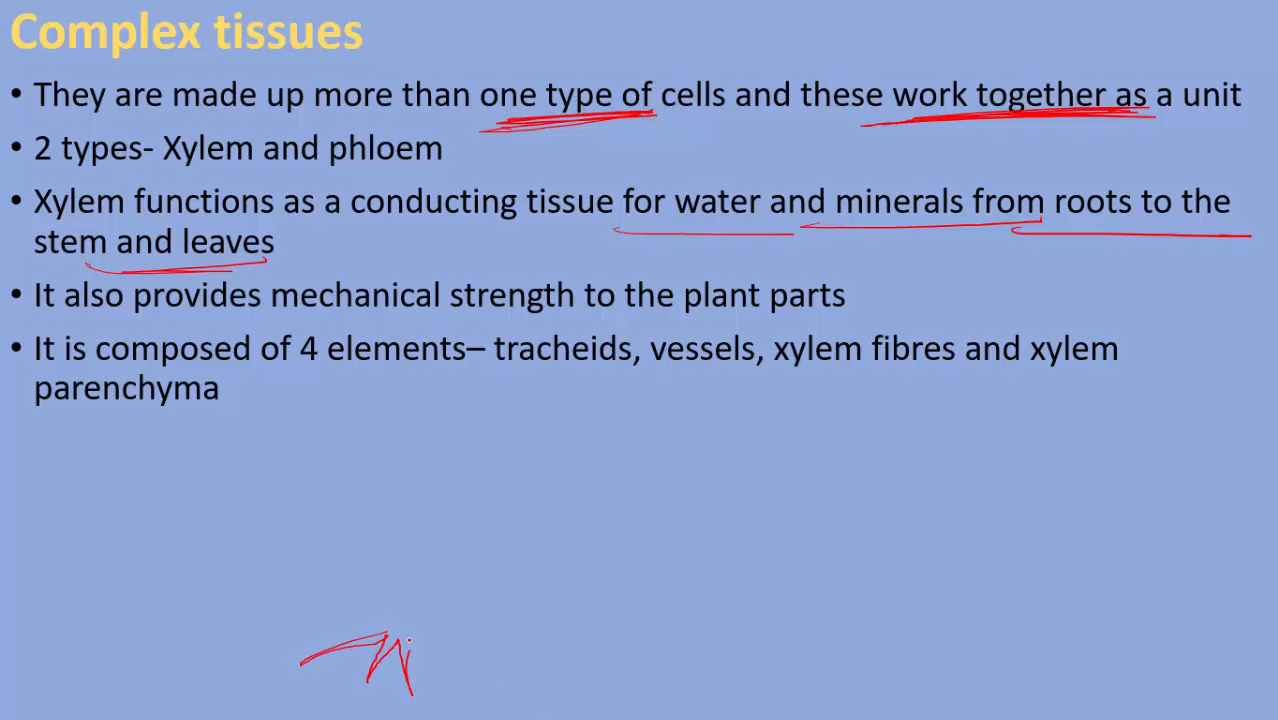 Complex tissues
• They are made up more than one type of cells and these work together as a unit
• 2 types- Xylem and phloem
• Xylem functions as a conducting tissue for water and minerals from roots to the
stem and leaves
• It also provides mechanical strength to the plant parts
• It is composed of 4 elements– tracheids, vessels, xylem fibres and xylem
parenchyma